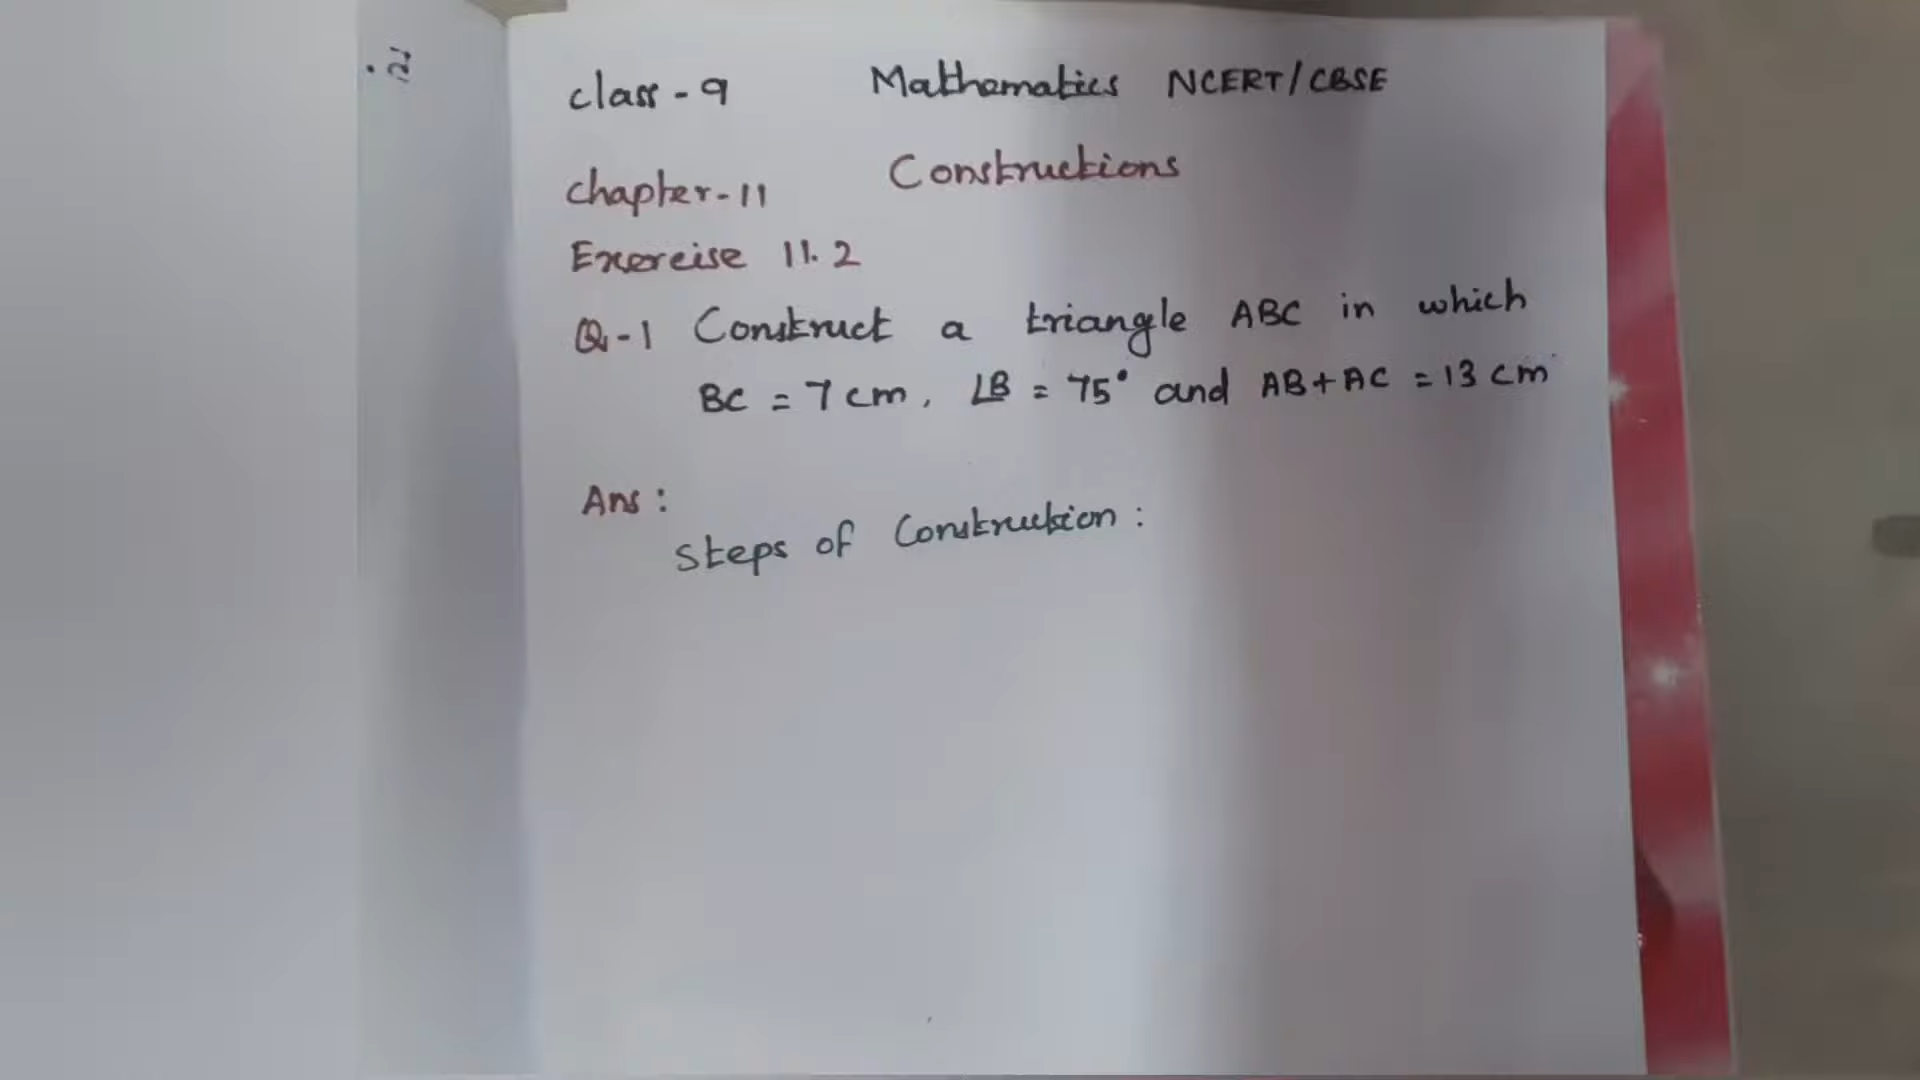 class - 9 Mathematics NCERT/CBSE
Chapter - 11 Constructions
Exercise 11.2
Q-1 Construct a triangle ABC in which
BC = 7 cm, ∠B = 75° and AB+AC = 13 cm
Ans :
Steps of Construction :